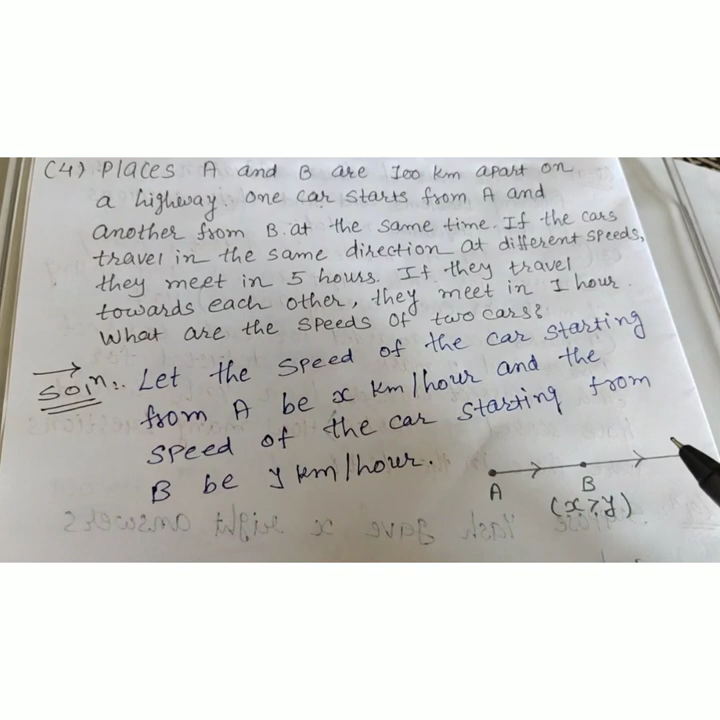 (4) Places A and B are 100 km apart on
a highway. One car starts from A and
another from B at the same time. If the cars
travel in the same direction at different speeds,
they meet in 5 hours. If they travel
towards each other, they meet in 1 hour.
What are the speeds of two cars?
Soln:. Let the speed of the car starting
from A be x km/hour and the
speed of the car starting from
B be y km/hour.
A B
(x>y)
Yash gave x right answers